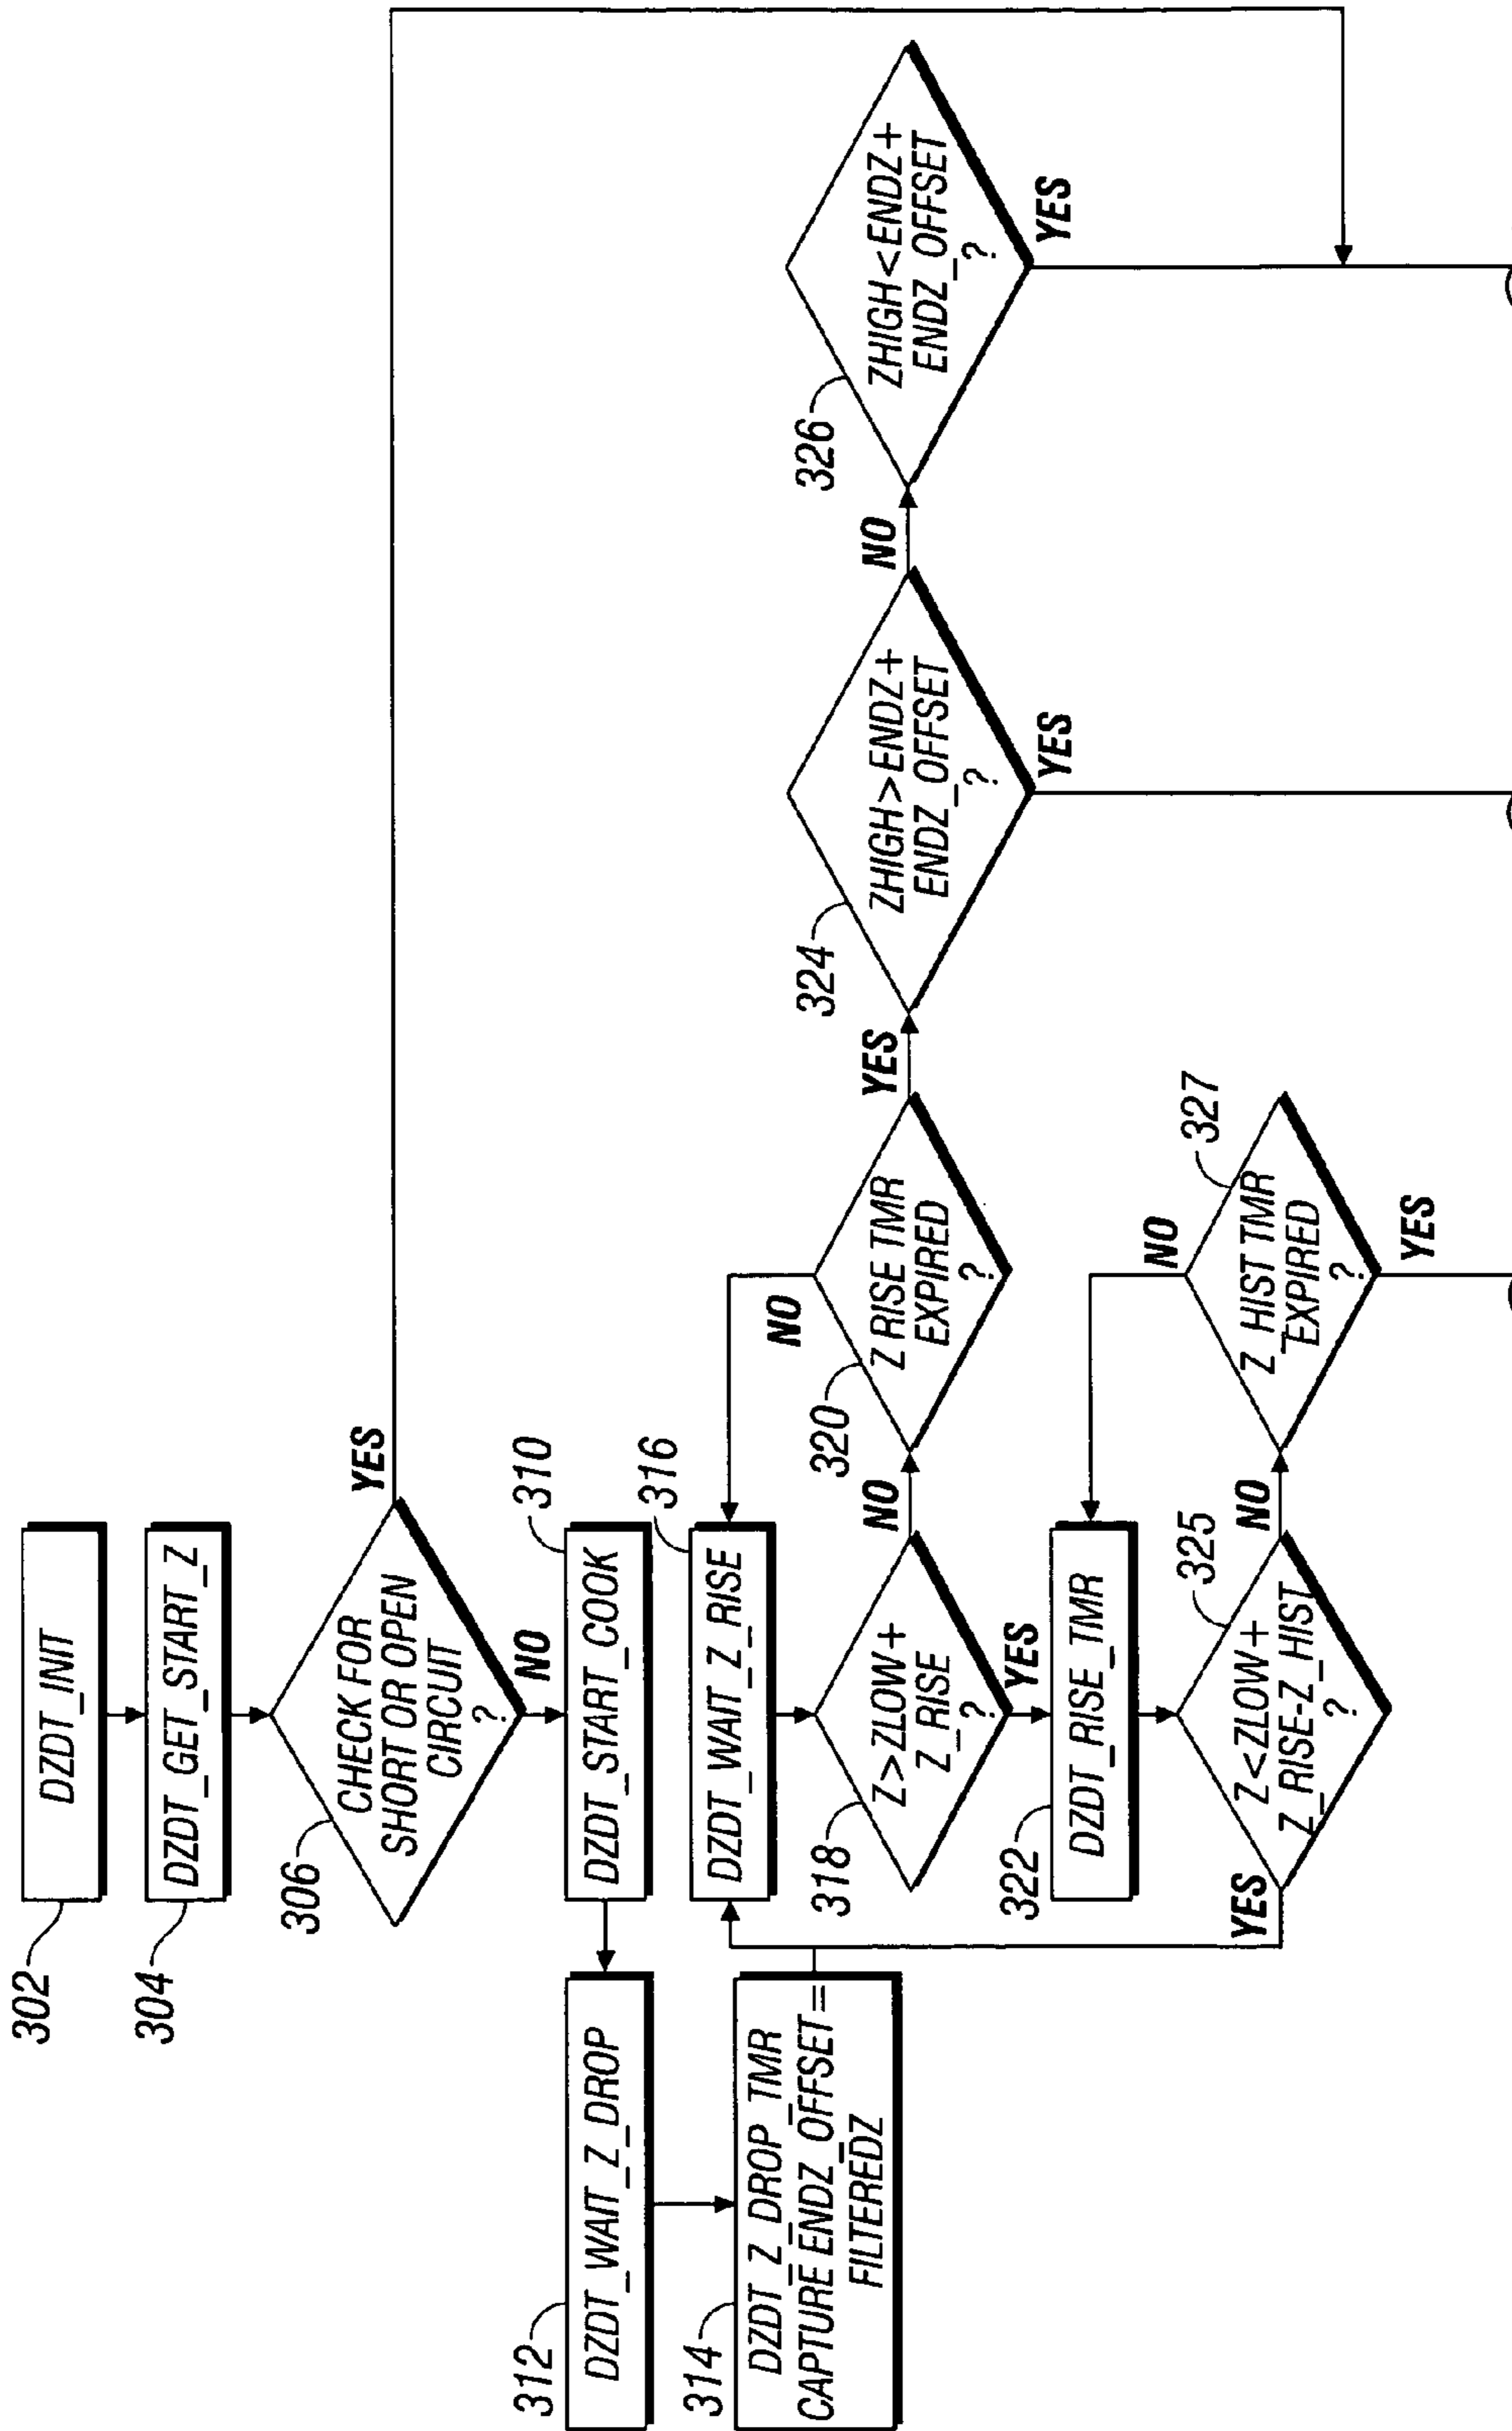 302
DZDT_INIT
304
DZDT_GET_START_Z
306
CHECK FOR
SHORT OR OPEN
CIRCUIT
?
YES
NO
310
DZDT_START_COOK
312
DZDT_WAIT_Z_DROP
314
DZDT_Z_DROP_TMR
CAPTURE ENDZ_OFFSET=
FILTEREDZ
316
DZDT_WAIT_Z_RISE
318
Z>ZLOW+
Z_RISE
?
NO
YES
320
Z RISE TMR
EXPIRED
?
NO
YES
324
ZHIGH>ENDZ+
ENDZ_OFFSET
?
NO
YES
326
ZHIGH<ENDZ+
ENDZ_OFFSET
?
YES
322
DZDT_RISE_TMR
325
Z<ZLOW+
Z_RISE-Z_HIST
?
YES
NO
327
Z_HIST TMR
EXPIRED
?
NO
YES